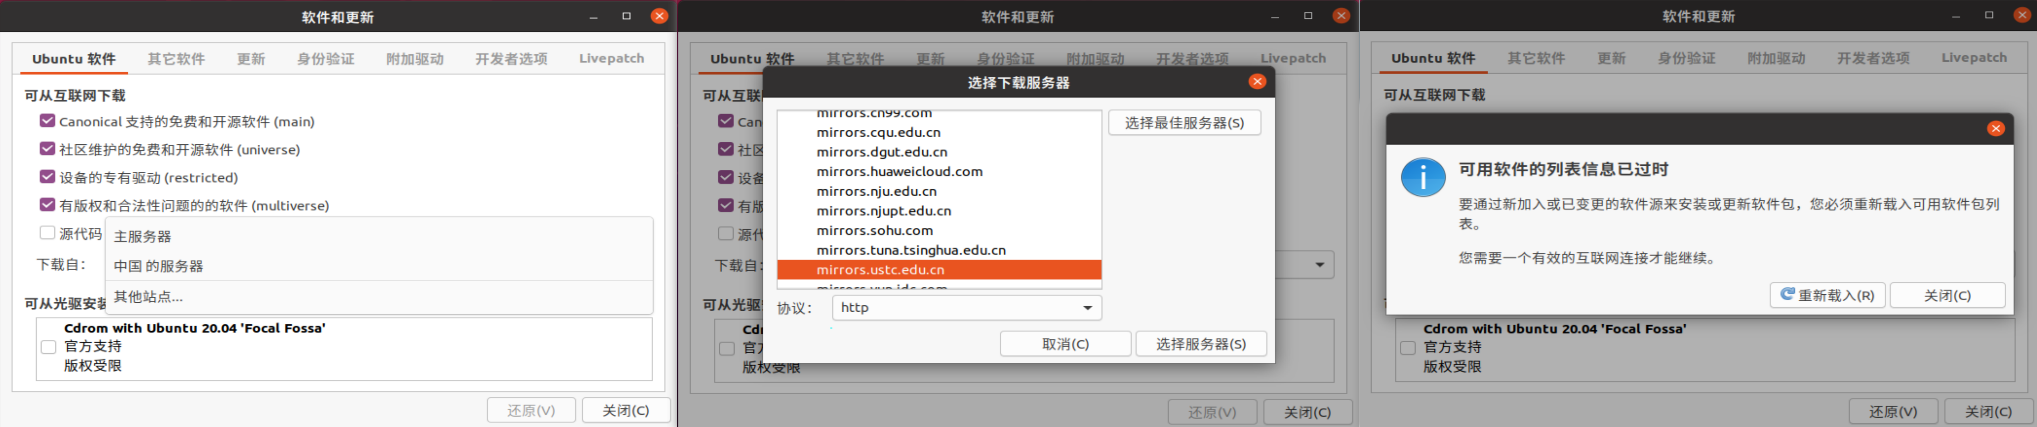 软件和更新
Ubuntu 软件 其它软件 更新 身份验证 附加驱动 开发者选项 Livepatch
可从互联网下载
Canonical 支持的免费和开源软件 (main)
社区维护的免费和开源软件 (universe)
设备的专有驱动 (restricted)
有版权和合法性问题的的软件 (multiverse)
源代码
主服务器
下载自：
中国 的服务器
其他站点...
可从光驱安装
Cdrom with Ubuntu 20.04 'Focal Fossa'
官方支持
版权受限
还原(V) 关闭(C)
软件和更新
Ubuntu 软件 其它软件 更新 身份验证 附加驱动 开发者选项 Livepatch
选择下载服务器
可从互联
Can
社区
设备
有版
源代
下载自：
可从光驱
mirrors.cn99.com
mirrors.cqu.edu.cn
mirrors.dgut.edu.cn
mirrors.huaweicloud.com
mirrors.nju.edu.cn
mirrors.njupt.edu.cn
mirrors.sohu.com
mirrors.tuna.tsinghua.edu.cn
mirrors.ustc.edu.cn
mirrors.yun-idc.com
选择最佳服务器(S)
协议： http
取消(C) 选择服务器(S)
Cd
官方
版权受限
还原(V) 关闭(C)
软件和更新
Ubuntu 软件 其它软件 更新 身份验证 附加驱动 开发者选项 Livepatch
可从互联网下载
可用软件的列表信息已过时
要通过新加入或已变更的软件源来安装或更新软件包，您必须重新载入可用软件包列
表。
您需要一个有效的互联网连接才能继续。
重新载入(R) 关闭(C)
Cdrom with Ubuntu 20.04 'Focal Fossa'
官方支持
版权受限
还原(V) 关闭(C)